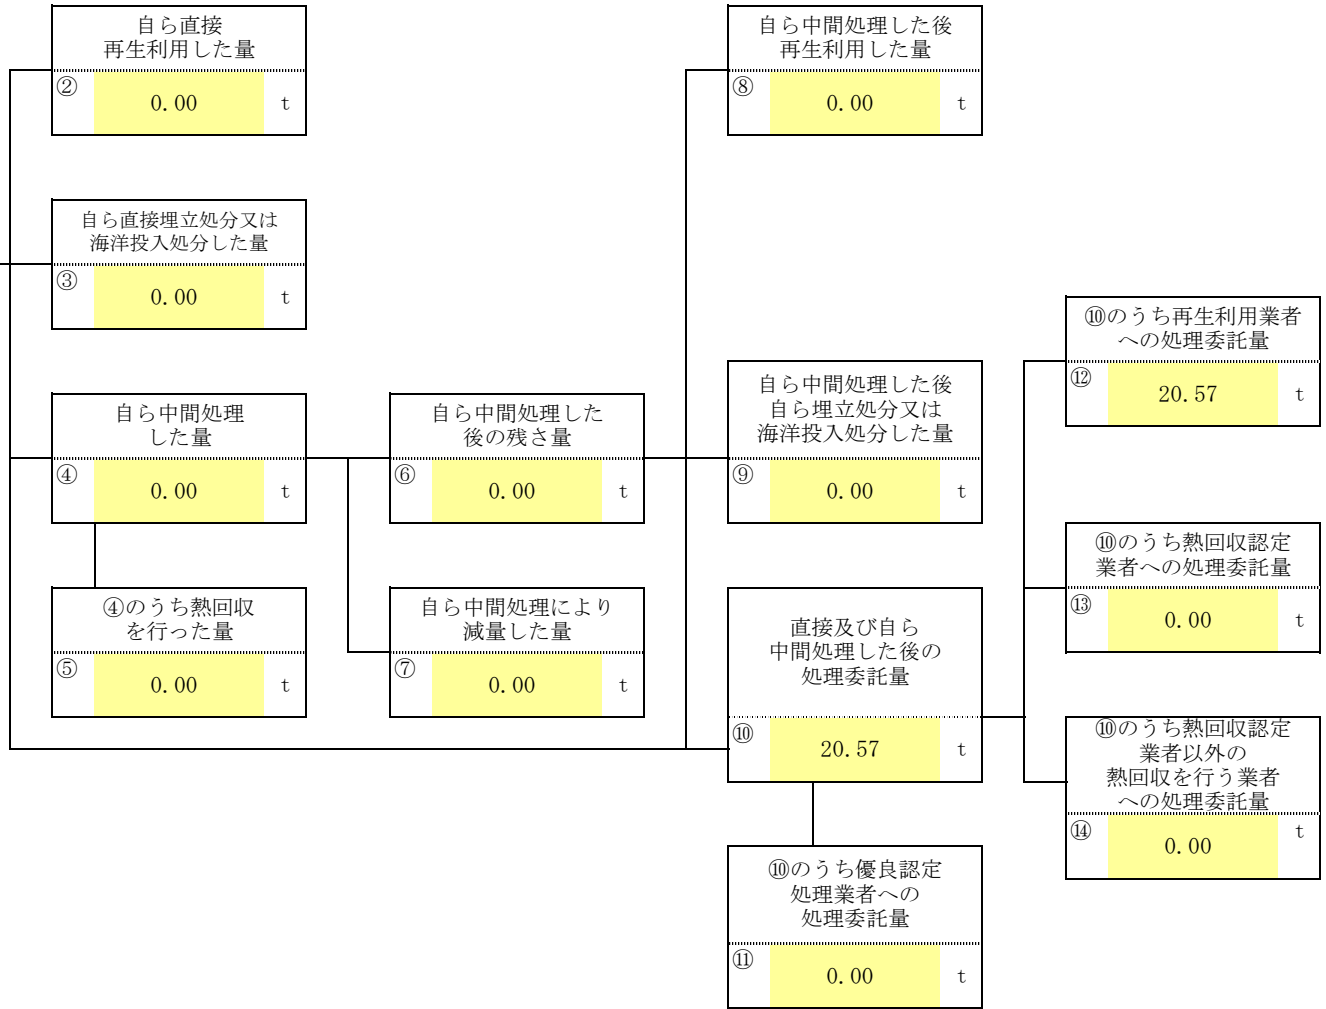 自ら直接
再生利用した量
②
0.00
t
自ら中間処理した後
再生利用した量
⑧
0.00
t
自ら直接埋立処分又は
海洋投入処分した量
③
0.00
t
自ら中間処理
した量
④
0.00
t
自ら中間処理した
後の残さ量
⑥
0.00
t
自ら中間処理した後
自ら埋立処分又は
海洋投入処分した量
⑨
0.00
t
⑩のうち再生利用業者
への処理委託量
⑫
20.57
t
④のうち熱回収
を行った量
⑤
0.00
t
自ら中間処理により
減量した量
⑦
0.00
t
直接及び自ら
中間処理した後の
処理委託量
⑩
20.57
t
⑩のうち熱回収認定
業者への処理委託量
⑬
0.00
t
⑩のうち熱回収認定
業者以外の
熱回収を行う業者
への処理委託量
⑭
0.00
t
⑩のうち優良認定
処理業者への
処理委託量
⑪
0.00
t